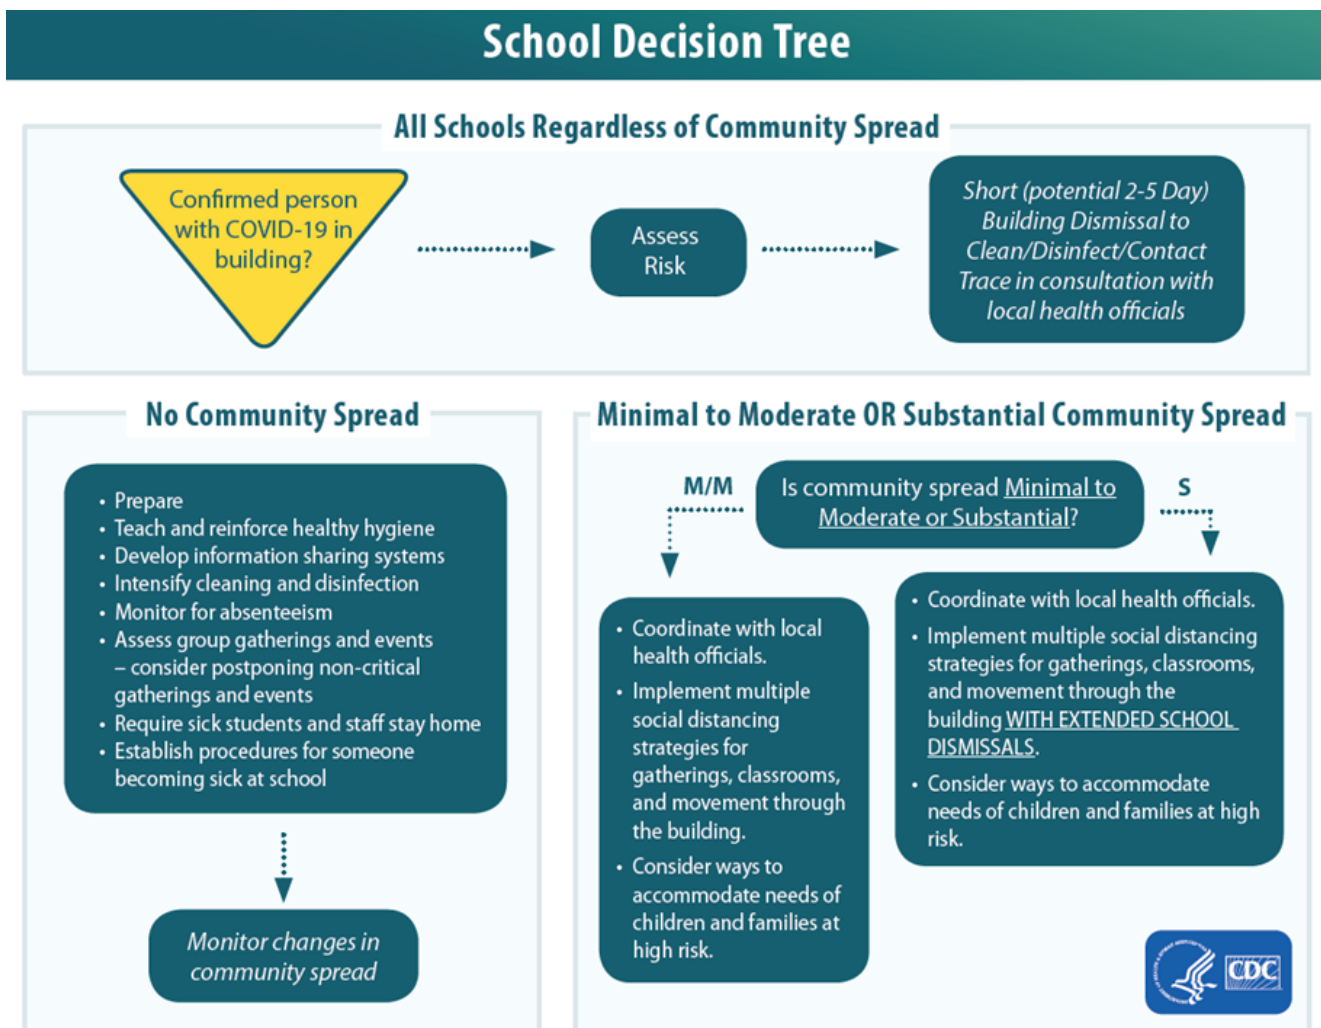 School Decision Tree
All Schools Regardless of Community Spread
Confirmed person
with COVID-19 in
building?
Assess
Risk
Short (potential 2-5 Day)
Building Dismissal to
Clean/Disinfect/Contact
Trace in consultation with
local health officials
No Community Spread
• Prepare
• Teach and reinforce healthy hygiene
• Develop information sharing systems
• Intensify cleaning and disinfection
• Monitor for absenteeism
• Assess group gatherings and events
– consider postponing non-critical
gatherings and events
• Require sick students and staff stay home
• Establish procedures for someone
becoming sick at school
Monitor changes in
community spread
Minimal to Moderate OR Substantial Community Spread
M/M
Is community spread Minimal to
Moderate or Substantial?
S
• Coordinate with local
health officials.
• Implement multiple
social distancing
strategies for
gatherings, classrooms,
and movement through
the building.
• Consider ways to
accommodate needs of
children and families at
high risk.
• Coordinate with local health officials.
• Implement multiple social distancing
strategies for gatherings, classrooms,
and movement through the
building WITH EXTENDED SCHOOL
DISMISSALS.
• Consider ways to accommodate
needs of children and families at high
risk.
CDC